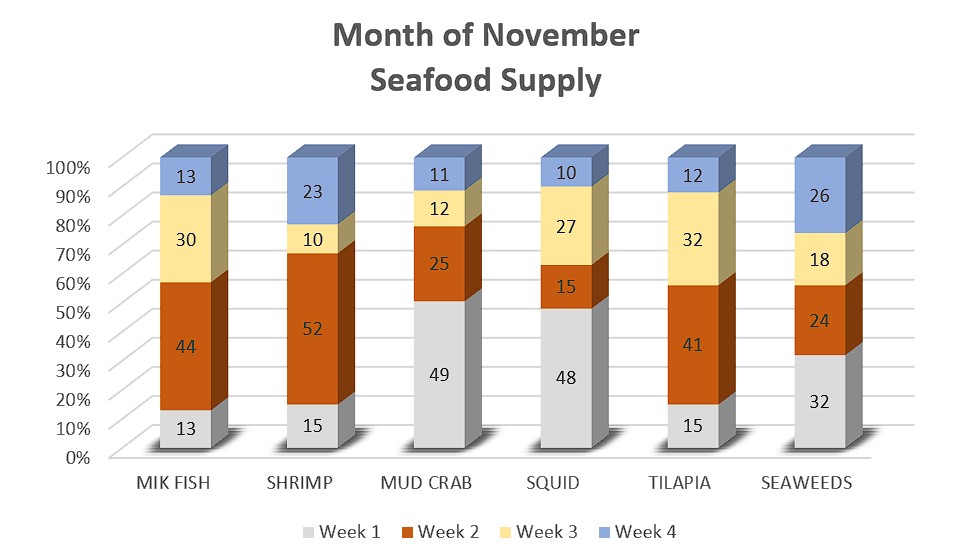 Month of November
Seafood Supply
100%
90%
80%
70%
60%
50%
40%
30%
20%
10%
0%
13 23 11 10 12 26
30 10 12 27 32 18
44 52 25 15 41 24
13 15 49 48 15 32
MIK FISH SHRIMP MUD CRAB SQUID TILAPIA SEAWEEDS
Week 1 Week 2 Week 3 Week 4